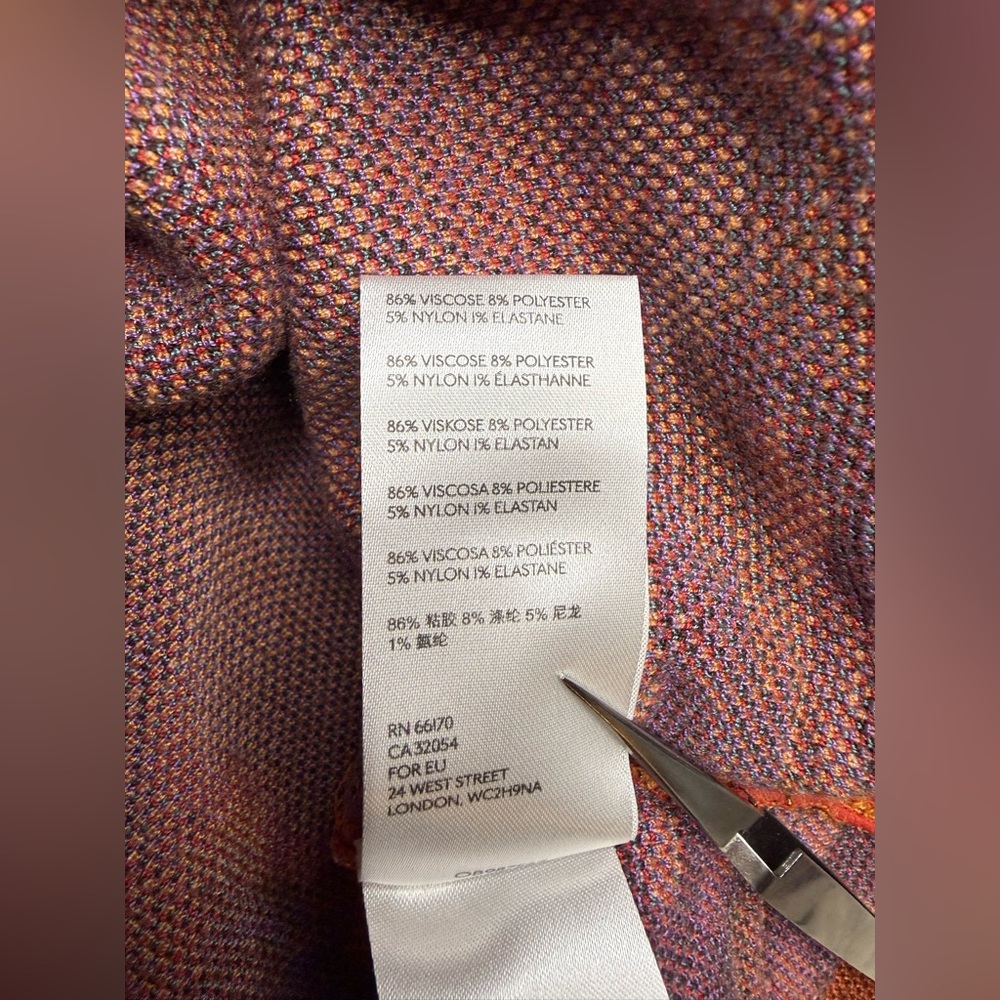 86% VISCOSE 8% POLYESTER
5% NYLON 1% ELASTANE
86% VISCOSE 8% POLYESTER
5% NYLON 1% ÉLASTHANNE
86% VISKOSE 8% POLYESTER
5% NYLON 1% ELASTAN
86% VISCOSA 8% POLIESTERE
5% NYLON 1% ELASTAN
86% VISCOSA 8% POLIÉSTER
5% NYLON 1% ELASTANE
86% 粘胶 8% 涤纶 5% 尼龙
1% 氨纶
RN 66170
CA 32054
FOR EU
24 WEST STREET
LONDON, WC2H9NA